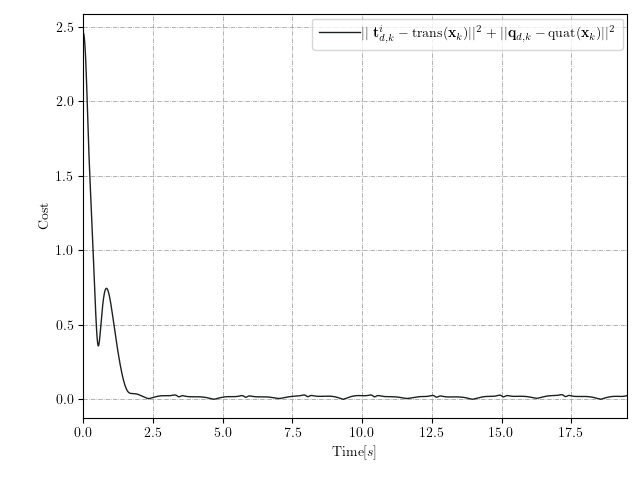 || t^i_{d,k} − trans(x_k)||^2 + ||q_{d,k} − quat(x_k)||^2
2.5
2.0
1.5
1.0
0.5
0.0
Cost
0.0 2.5 5.0 7.5 10.0 12.5 15.0 17.5
Time[s]